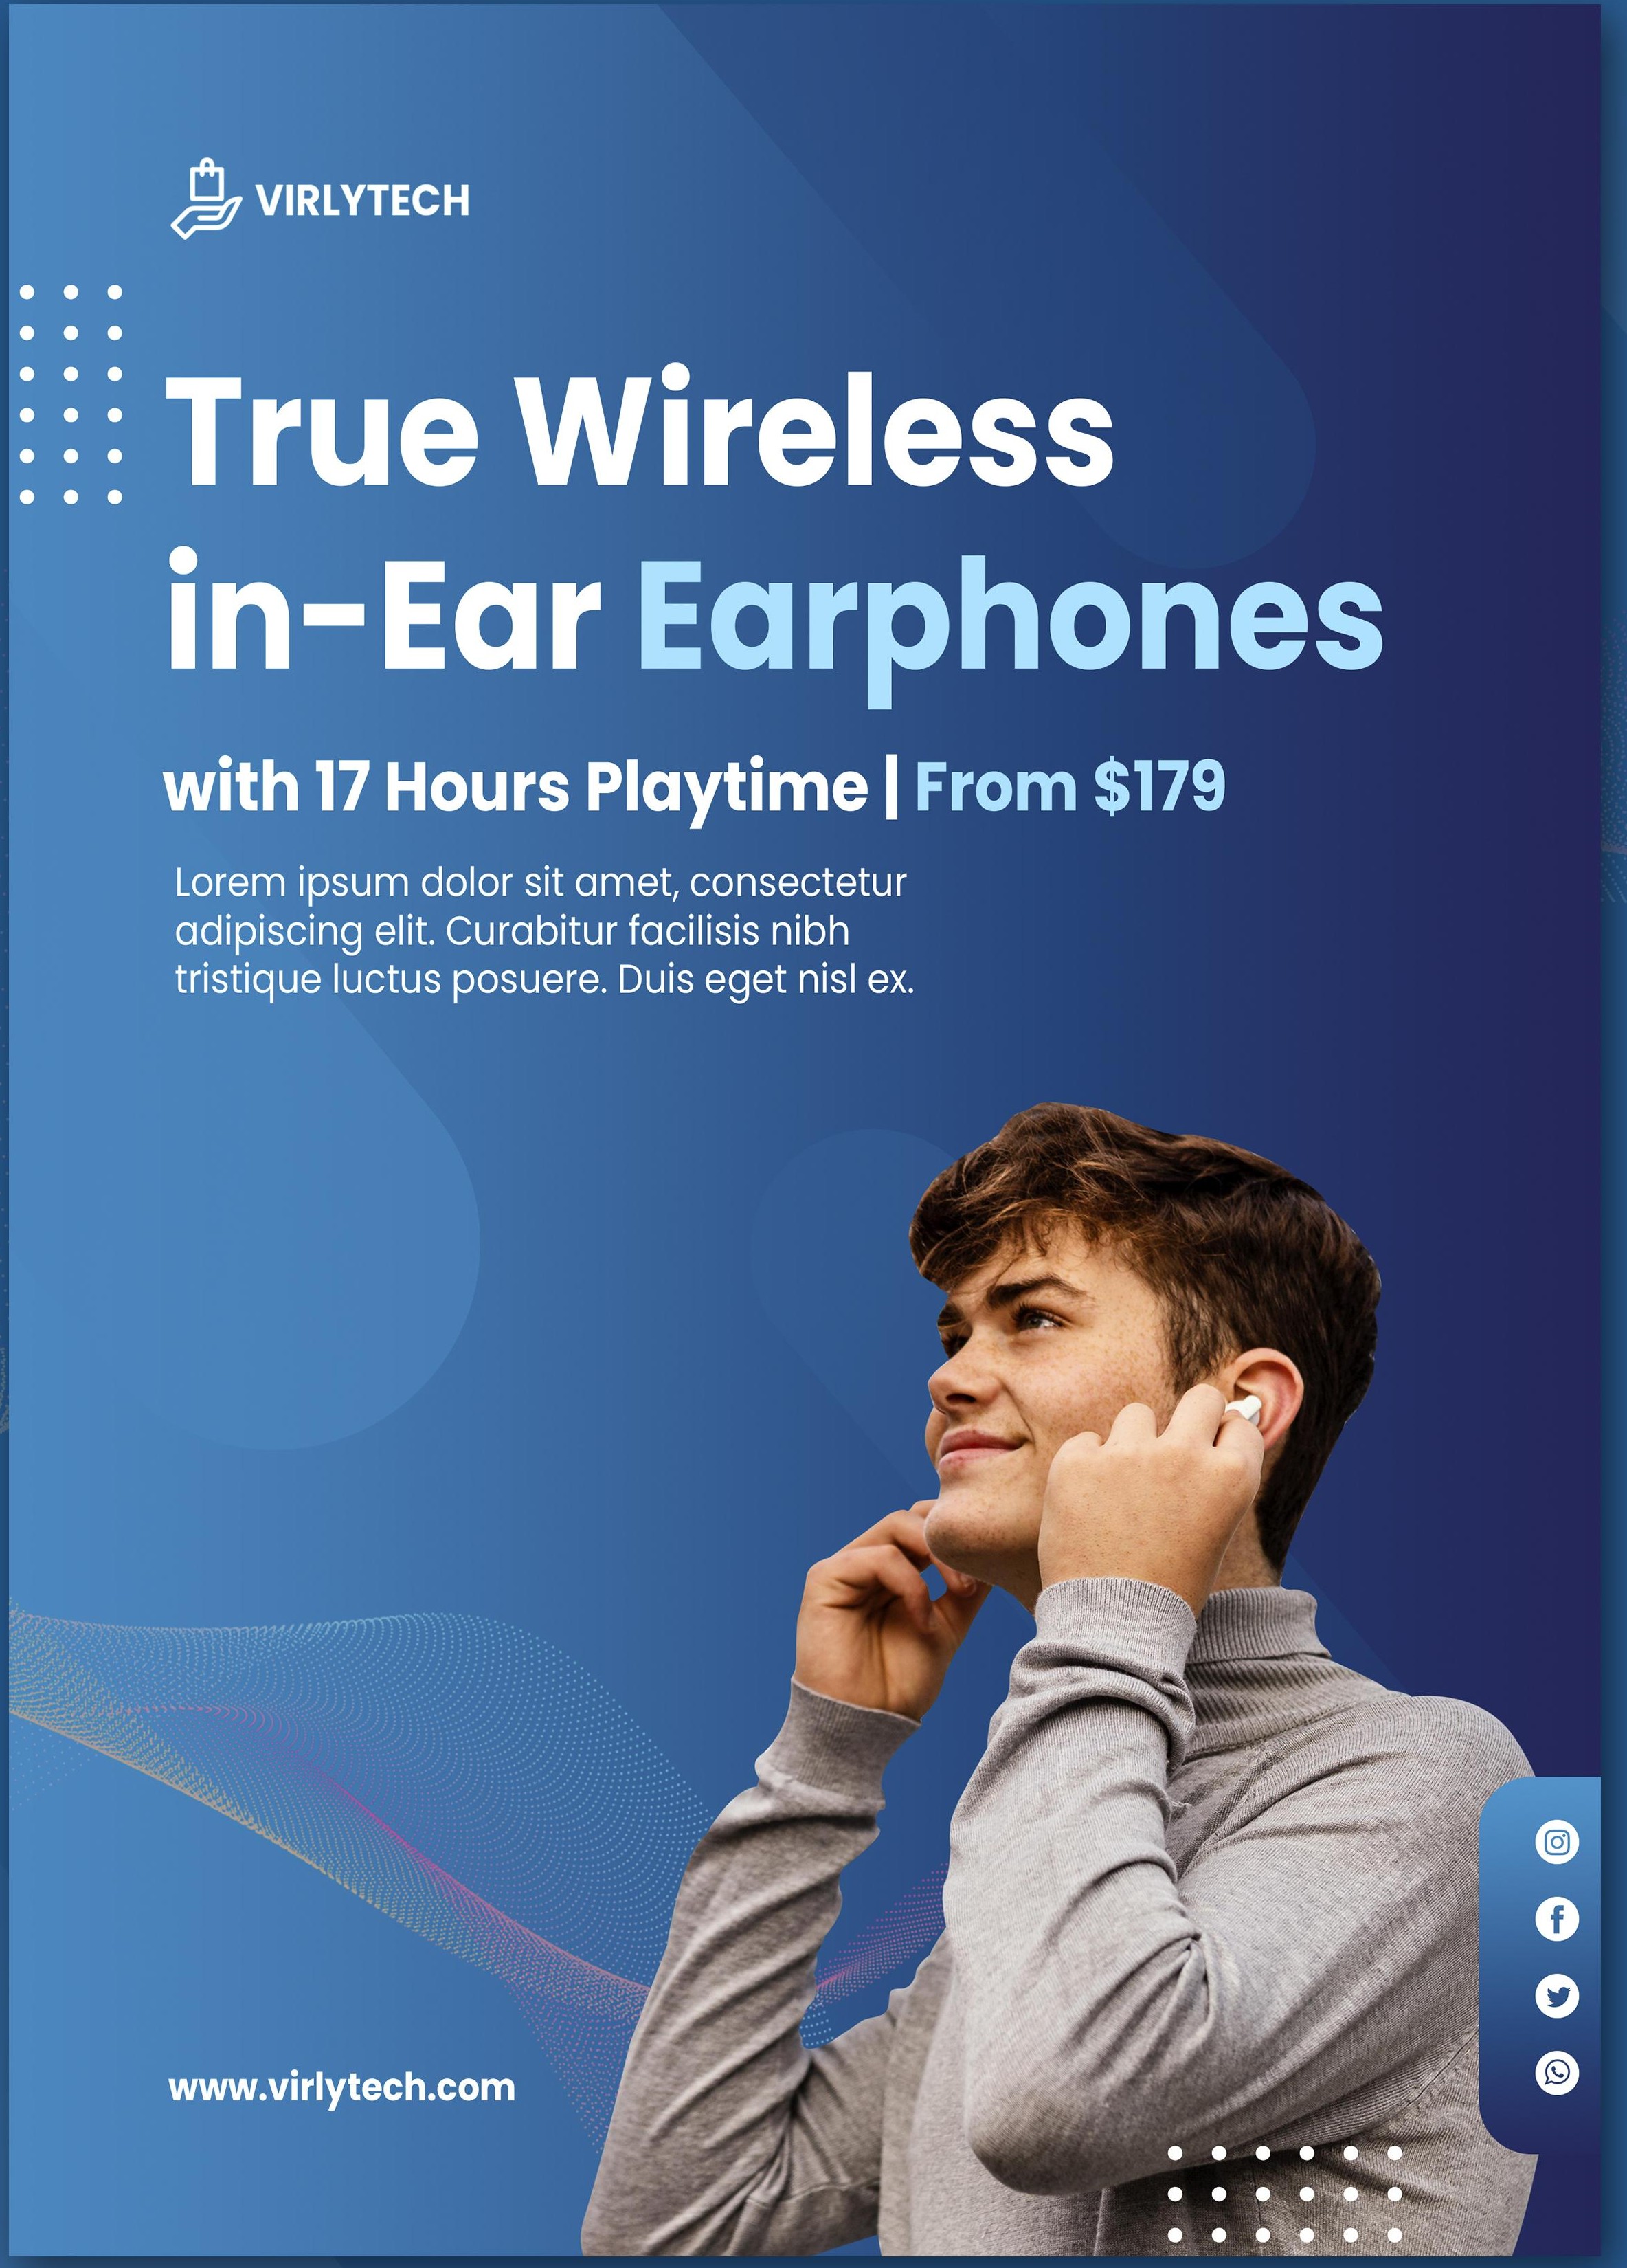 VIRLYTECH
True Wireless
in-Ear Earphones
with 17 Hours Playtime | From $179
Lorem ipsum dolor sit amet, consectetur
adipiscing elit. Curabitur facilisis nibh
tristique luctus posuere. Duis eget nisl ex.
www.virlytech.com